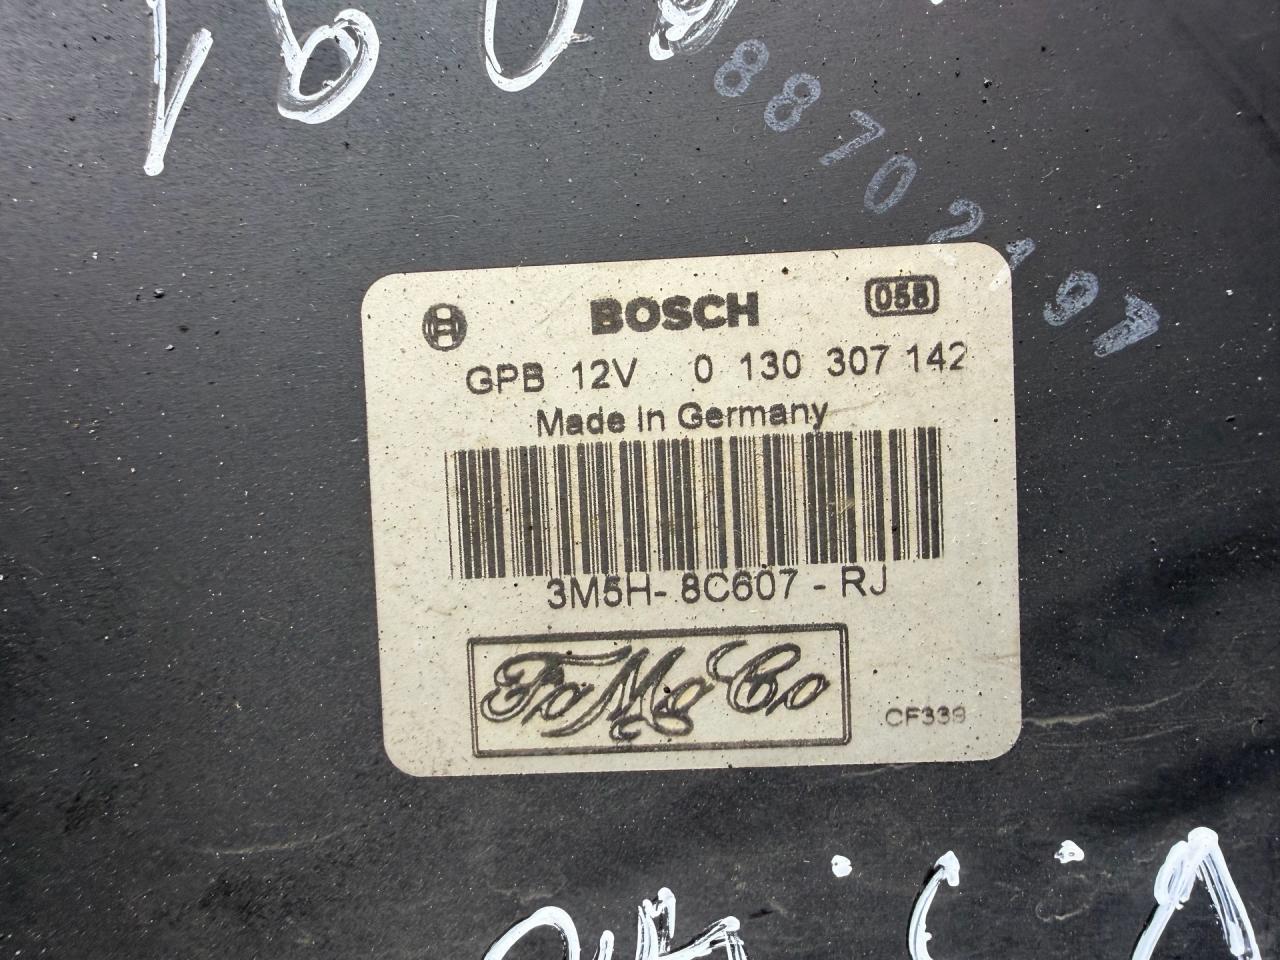 88702197
BOSCH
058
GPB 12V 0 130 307 142
Made in Germany
3M5H- 8C607 - RJ
FoMoCo
CF339